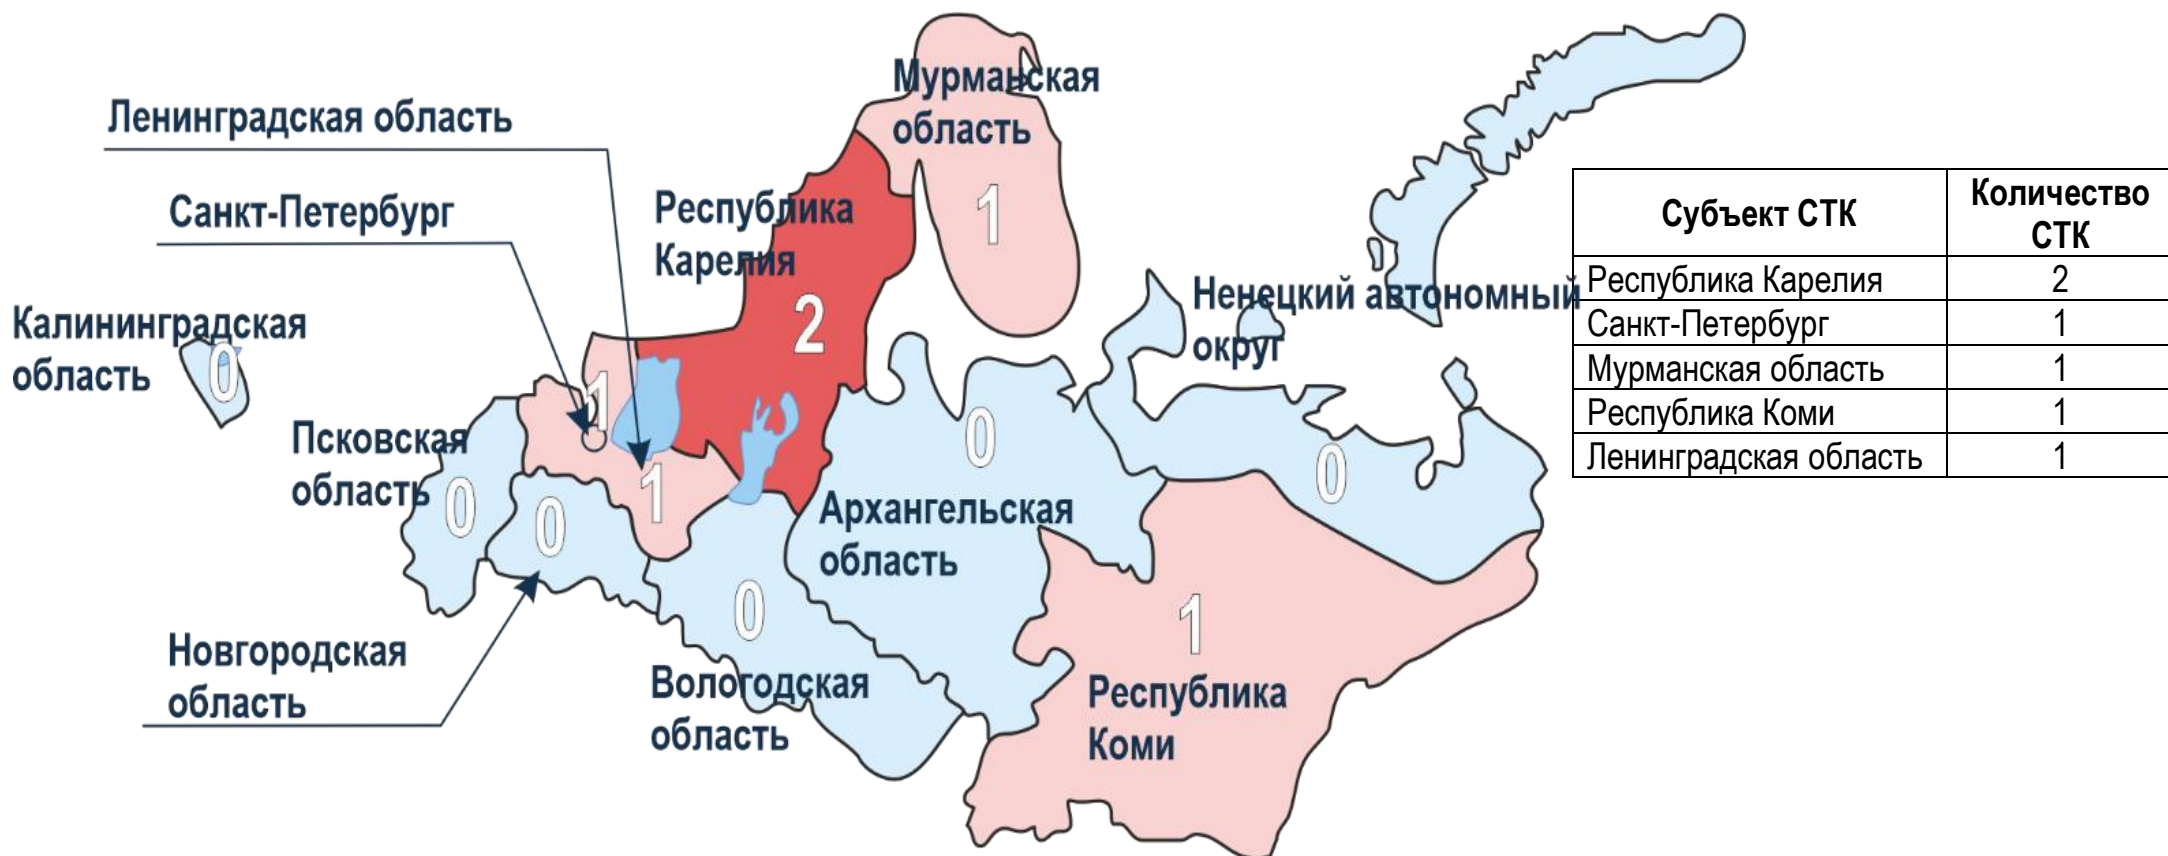 Мурманская
область
Ленинградская область
Санкт-Петербург
Республика
Карелия
1
2
Ненецкий автономный
округ
Калининградская
область
0
1
Псковская
область
0
0
1
0
0
0
Архангельская
область
0
1
Новгородская
область
Вологодская
область
Республика
Коми
Субъект СТК Количество
СТК
Республика Карелия 2
Санкт-Петербург 1
Мурманская область 1
Республика Коми 1
Ленинградская область 1